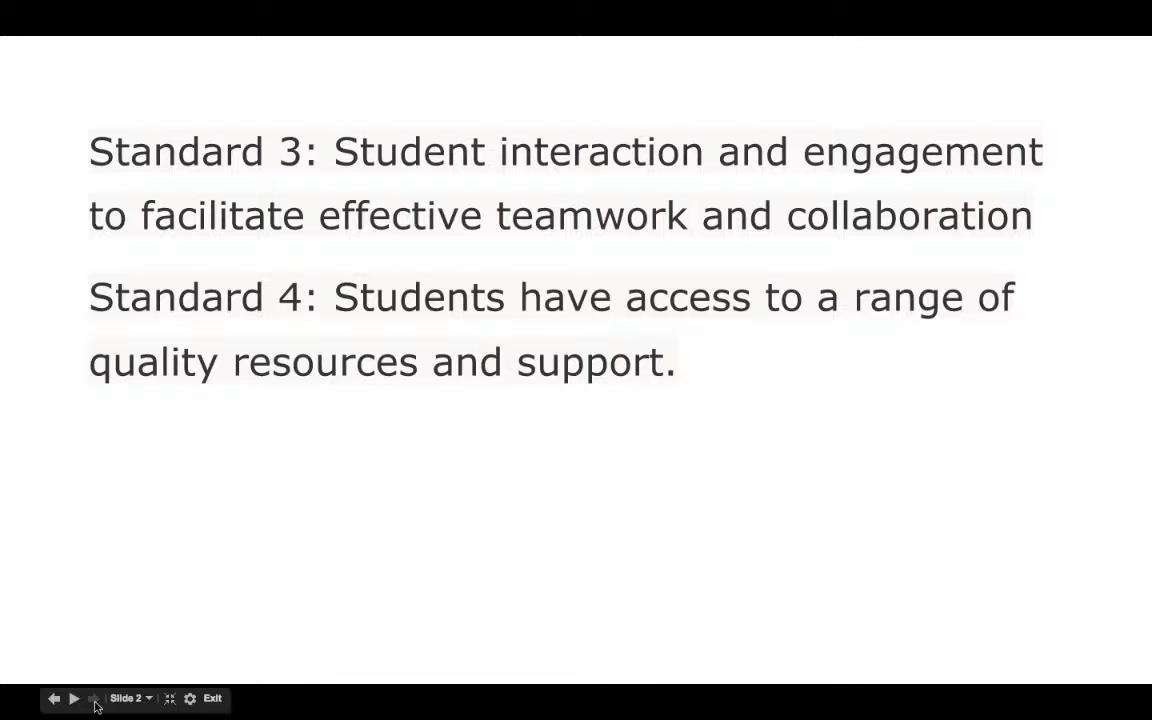 Standard 3: Student interaction and engagement
to facilitate effective teamwork and collaboration
Standard 4: Students have access to a range of
quality resources and support.
Slide 2 Exit